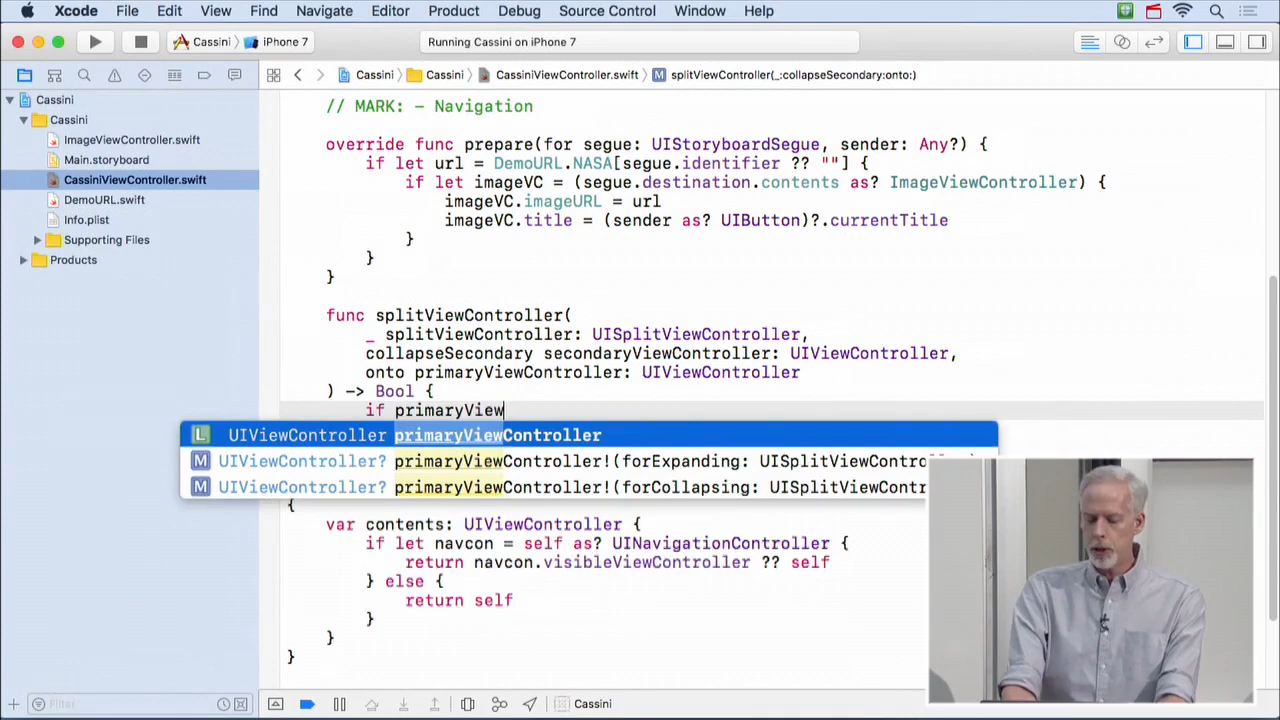 Xcode File Edit View Find Navigate Editor Product Debug Source Control Window Help
Cassini iPhone 7 Running Cassini on iPhone 7
Cassini Cassini CassiniViewController.swift M splitViewController(_:collapseSecondary:onto:)
Cassini
Cassini
ImageViewController.swift
Main.storyboard
CassiniViewController.swift
DemoURL.swift
Info.plist
Supporting Files
Products
// MARK: - Navigation
override func prepare(for segue: UIStoryboardSegue, sender: Any?) {
if let url = DemoURL.NASA[segue.identifier ?? ""] {
if let imageVC = (segue.destination.contents as? ImageViewController) {
imageVC.imageURL = url
imageVC.title = (sender as? UIButton)?.currentTitle
}
}
}
func splitViewController(
_ splitViewController: UISplitViewController,
collapseSecondary secondaryViewController: UIViewController,
onto primaryViewController: UIViewController
) -> Bool {
if primaryView
L UIViewController primaryViewController
M UIViewController? primaryViewController!(forExpanding:
M UIViewController? primaryViewController!(forCollapsing:
{
var contents: UIViewController {
if let navcon = self as? UINavigationController {
return navcon.visibleViewController ?? self
} else {
return self
}
}
}
Filter Cassini